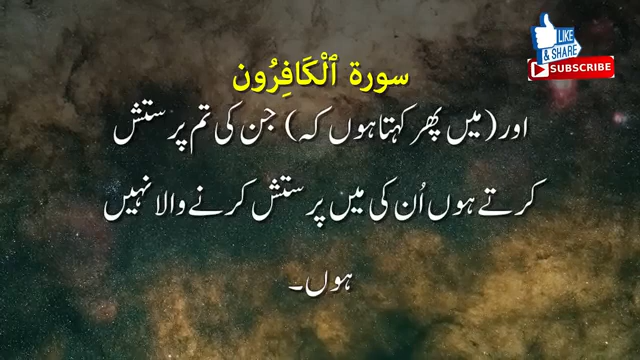 LIKE
& SHARE
SUBSCRIBE
سورة ٱلْكَافِرُون
اور (میں پھر کہتا ہوں کہ) جن کی تم پرستش
کرتے ہوں اُن کی میں پرستش کرنے والا نہیں
ہوں۔